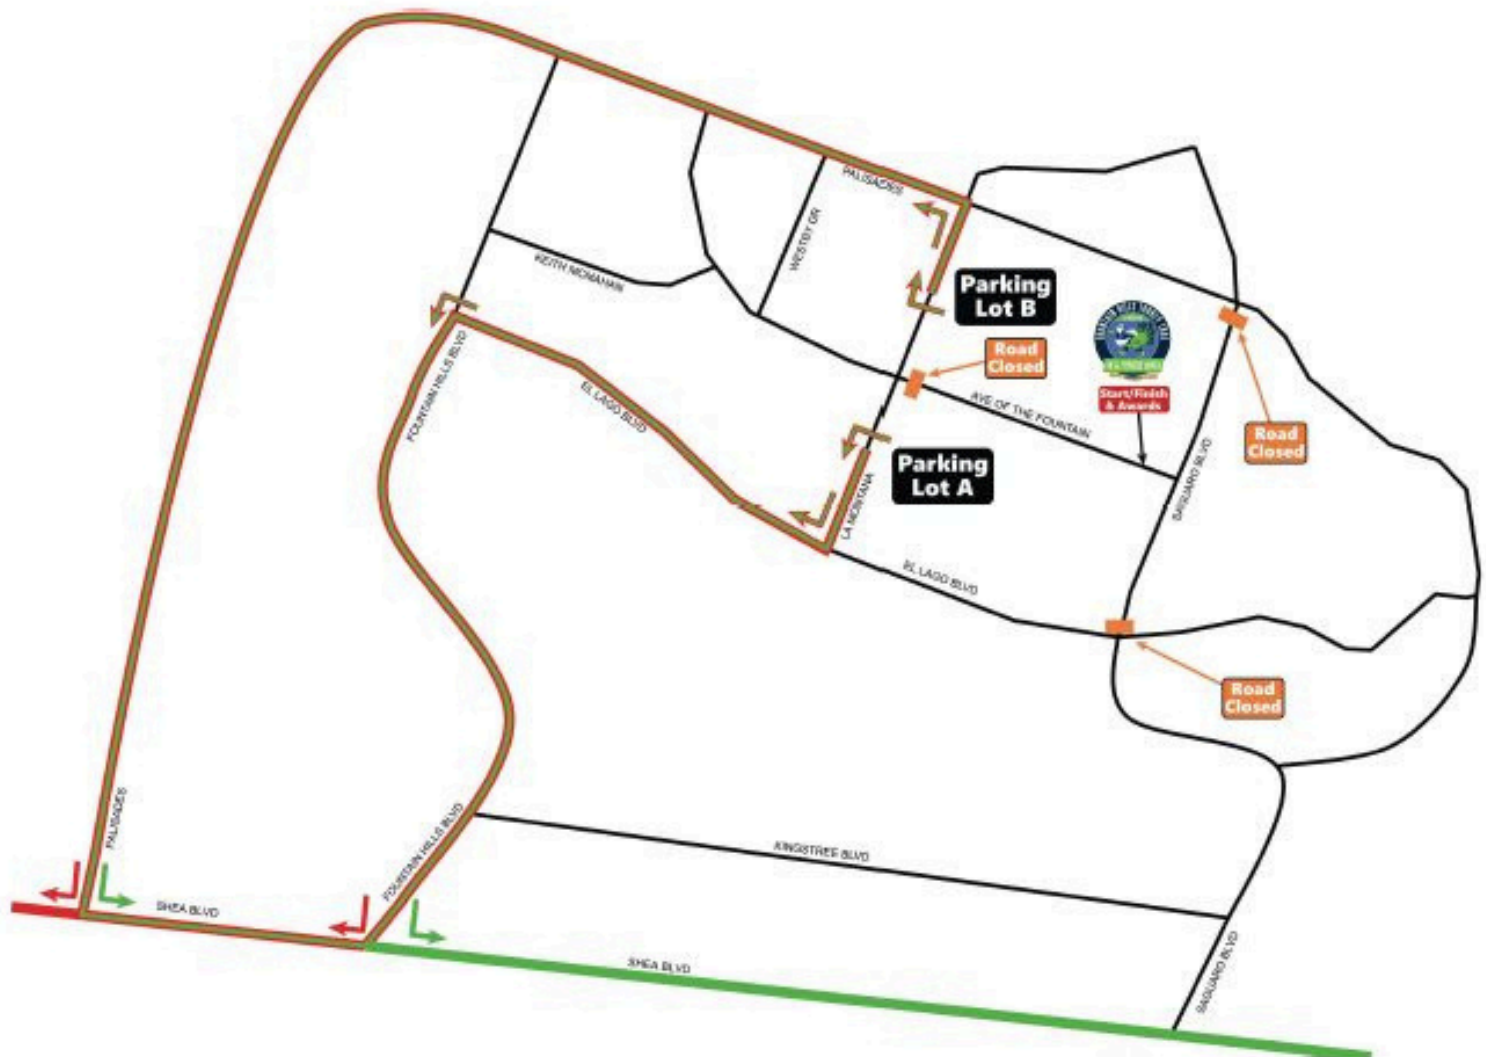 PALISADES
WESTBY DR
KEITH MCMAHAN
Parking
Lot B
Road
Closed
Start/Finish
& Awards
FOUNTAIN HILLS BLVD
EL LAGO BLVD
AVE OF THE FOUNTAIN
Road
Closed
SAGUARO BLVD
Parking
Lot A
LA MONTANA
EL LAGO BLVD
Road
Closed
PALISADES
FOUNTAIN HILLS BLVD
KINGSTREE BLVD
SHEA BLVD
SHEA BLVD
SAGUARO BLVD